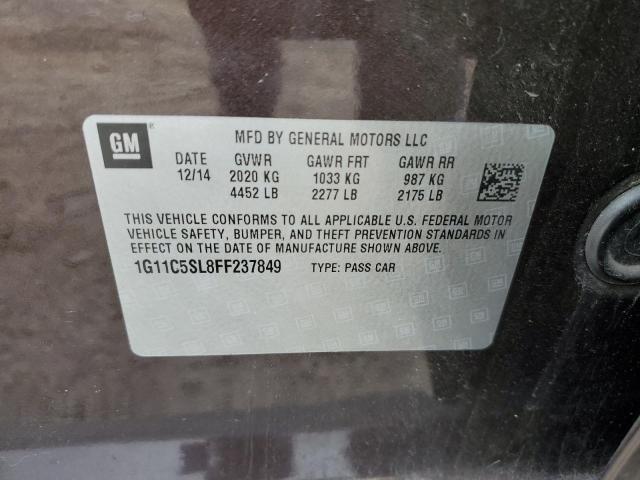 GM ®
MFD BY GENERAL MOTORS LLC
DATE GVWR GAWR FRT GAWR RR
12/14 2020 KG 1033 KG 987 KG
4452 LB 2277 LB 2175 LB
THIS VEHICLE CONFORMS TO ALL APPLICABLE U.S. FEDERAL MOTOR
VEHICLE SAFETY, BUMPER, AND THEFT PREVENTION STANDARDS IN
EFFECT ON THE DATE OF MANUFACTURE SHOWN ABOVE.
1G11C5SL8FF237849 TYPE: PASS CAR